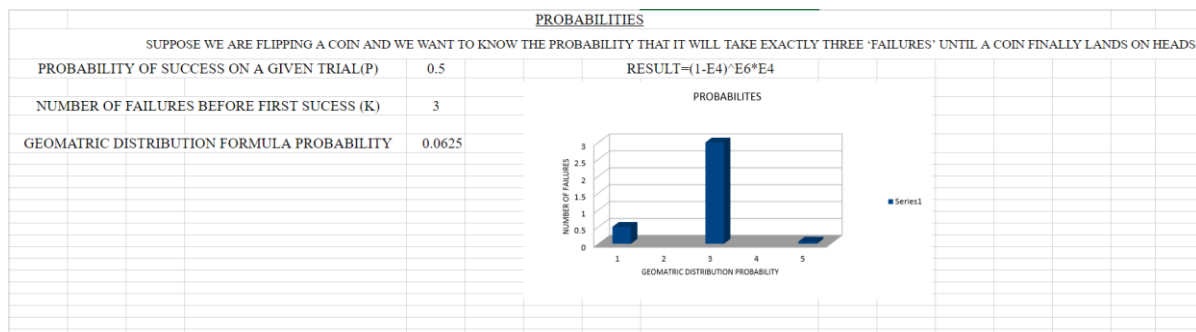 PROBABILITIES
SUPPOSE WE ARE FLIPPING A COIN AND WE WANT TO KNOW THE PROBABILITY THAT IT WILL TAKE EXACTLY THREE ‘FAILURES’ UNTIL A COIN FINALLY LANDS ON HEADS
PROBABILITY OF SUCCESS ON A GIVEN TRIAL(P) 0.5 RESULT=(1-E4)^E6*E4
NUMBER OF FAILURES BEFORE FIRST SUCESS (K) 3
GEOMATRIC DISTRIBUTION FORMULA PROBABILITY 0.0625
PROBABILITES
NUMBER OF FAILURES
3
2.5
2
1.5
1
0.5
0
1 2 3 4 5
GEOMATRIC DISTRIBUTION PROBABILITY
Series1